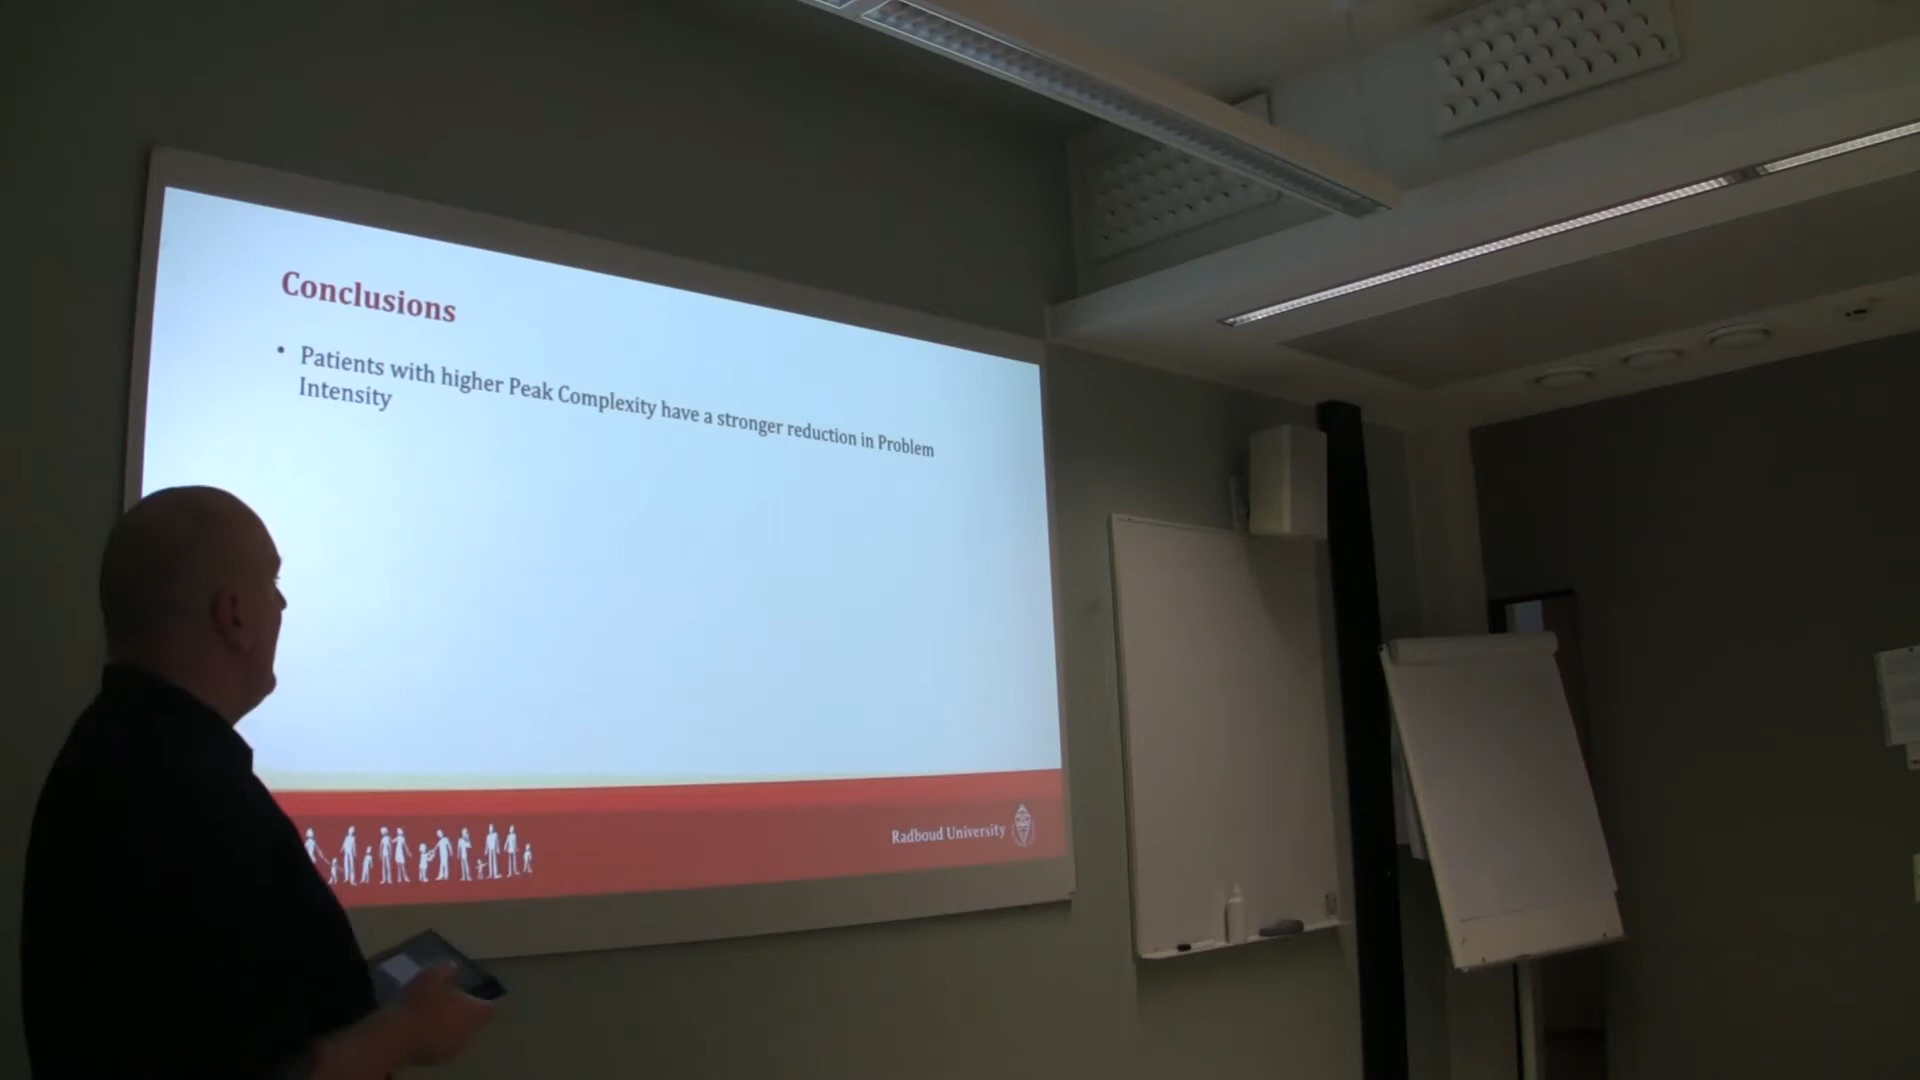 Conclusions
• Patients with higher Peak Complexity have a stronger reduction in Problem
Intensity
Radboud University